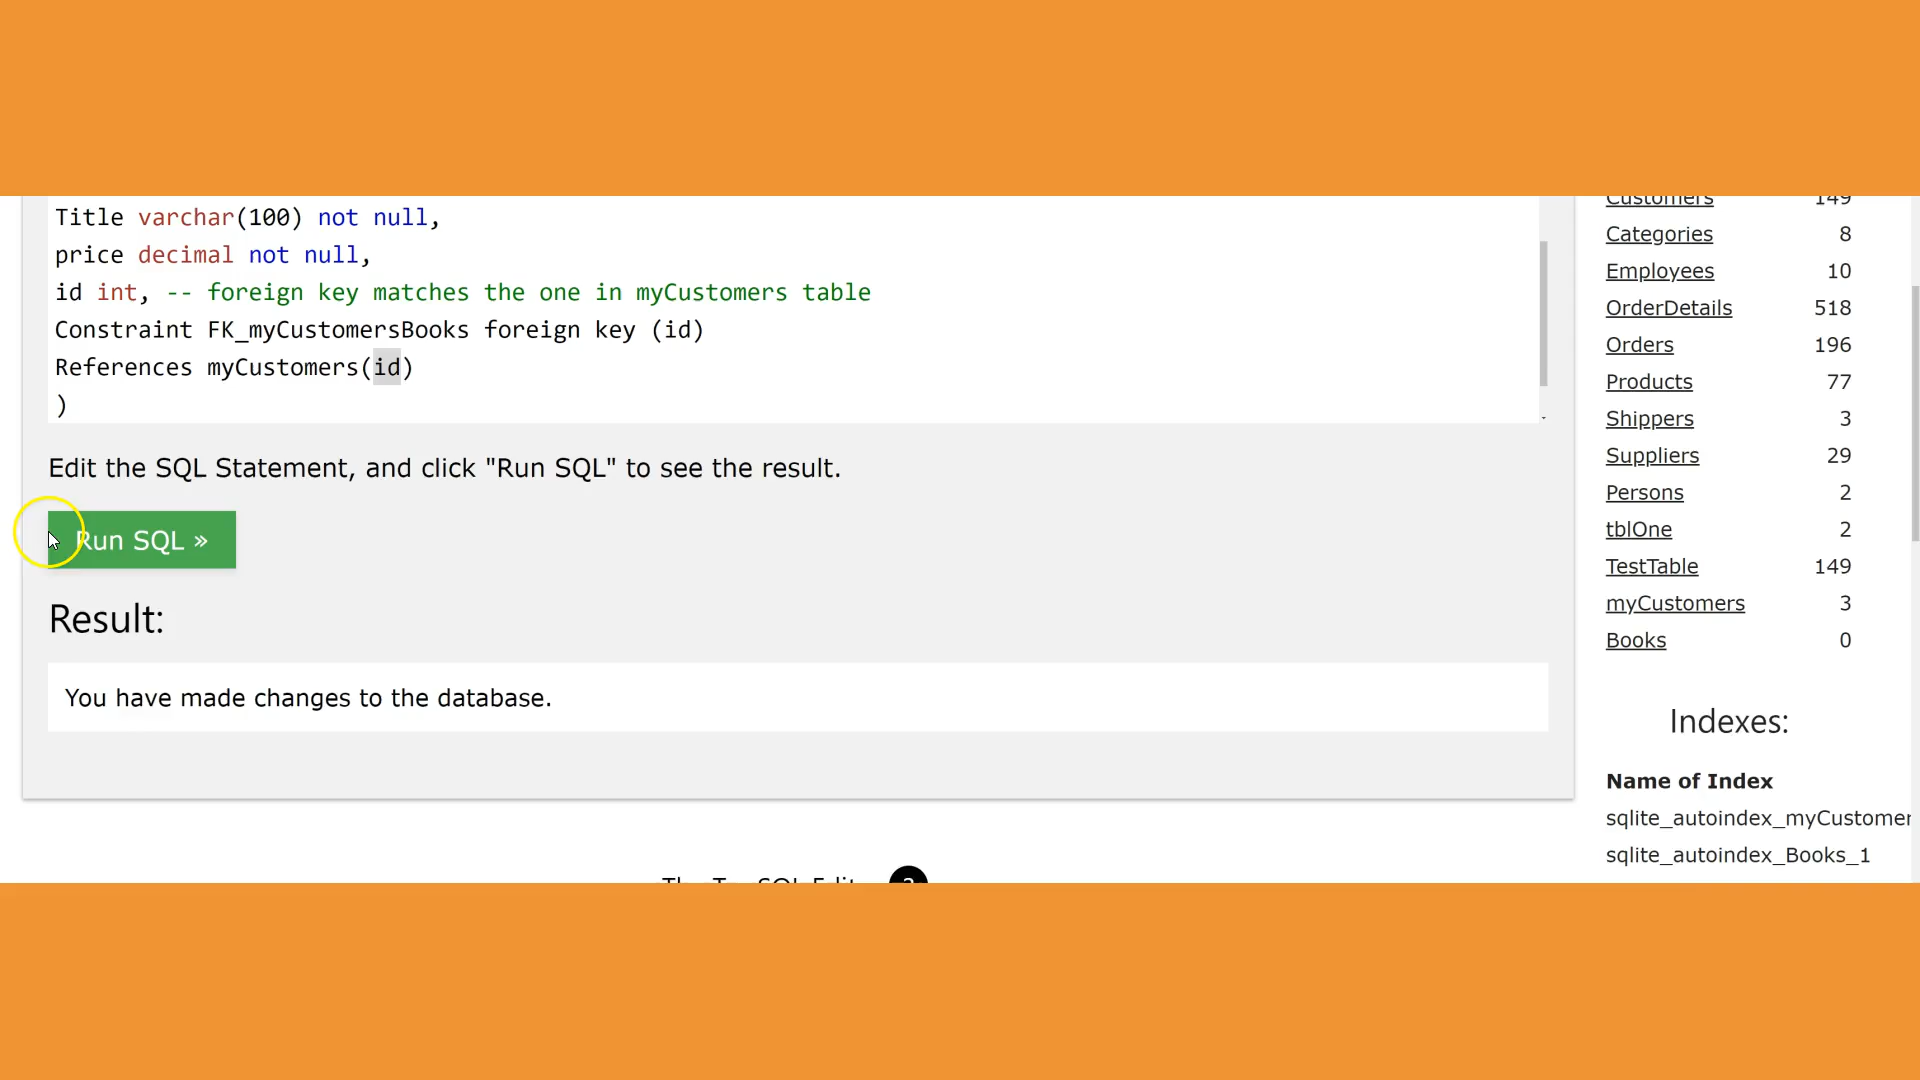 Title varchar(100) not null,
price decimal not null,
id int, -- foreign key matches the one in myCustomers table
Constraint FK_myCustomersBooks foreign key (id)
References myCustomers(id)
)
Edit the SQL Statement, and click "Run SQL" to see the result.
Run SQL »
Result:
You have made changes to the database.
Customers 149
Categories 8
Employees 10
OrderDetails 518
Orders 196
Products 77
Shippers 3
Suppliers 29
Persons 2
tblOne 2
TestTable 149
myCustomers 3
Books 0
Indexes:
Name of Index
sqlite_autoindex_myCustomer
sqlite_autoindex_Books_1